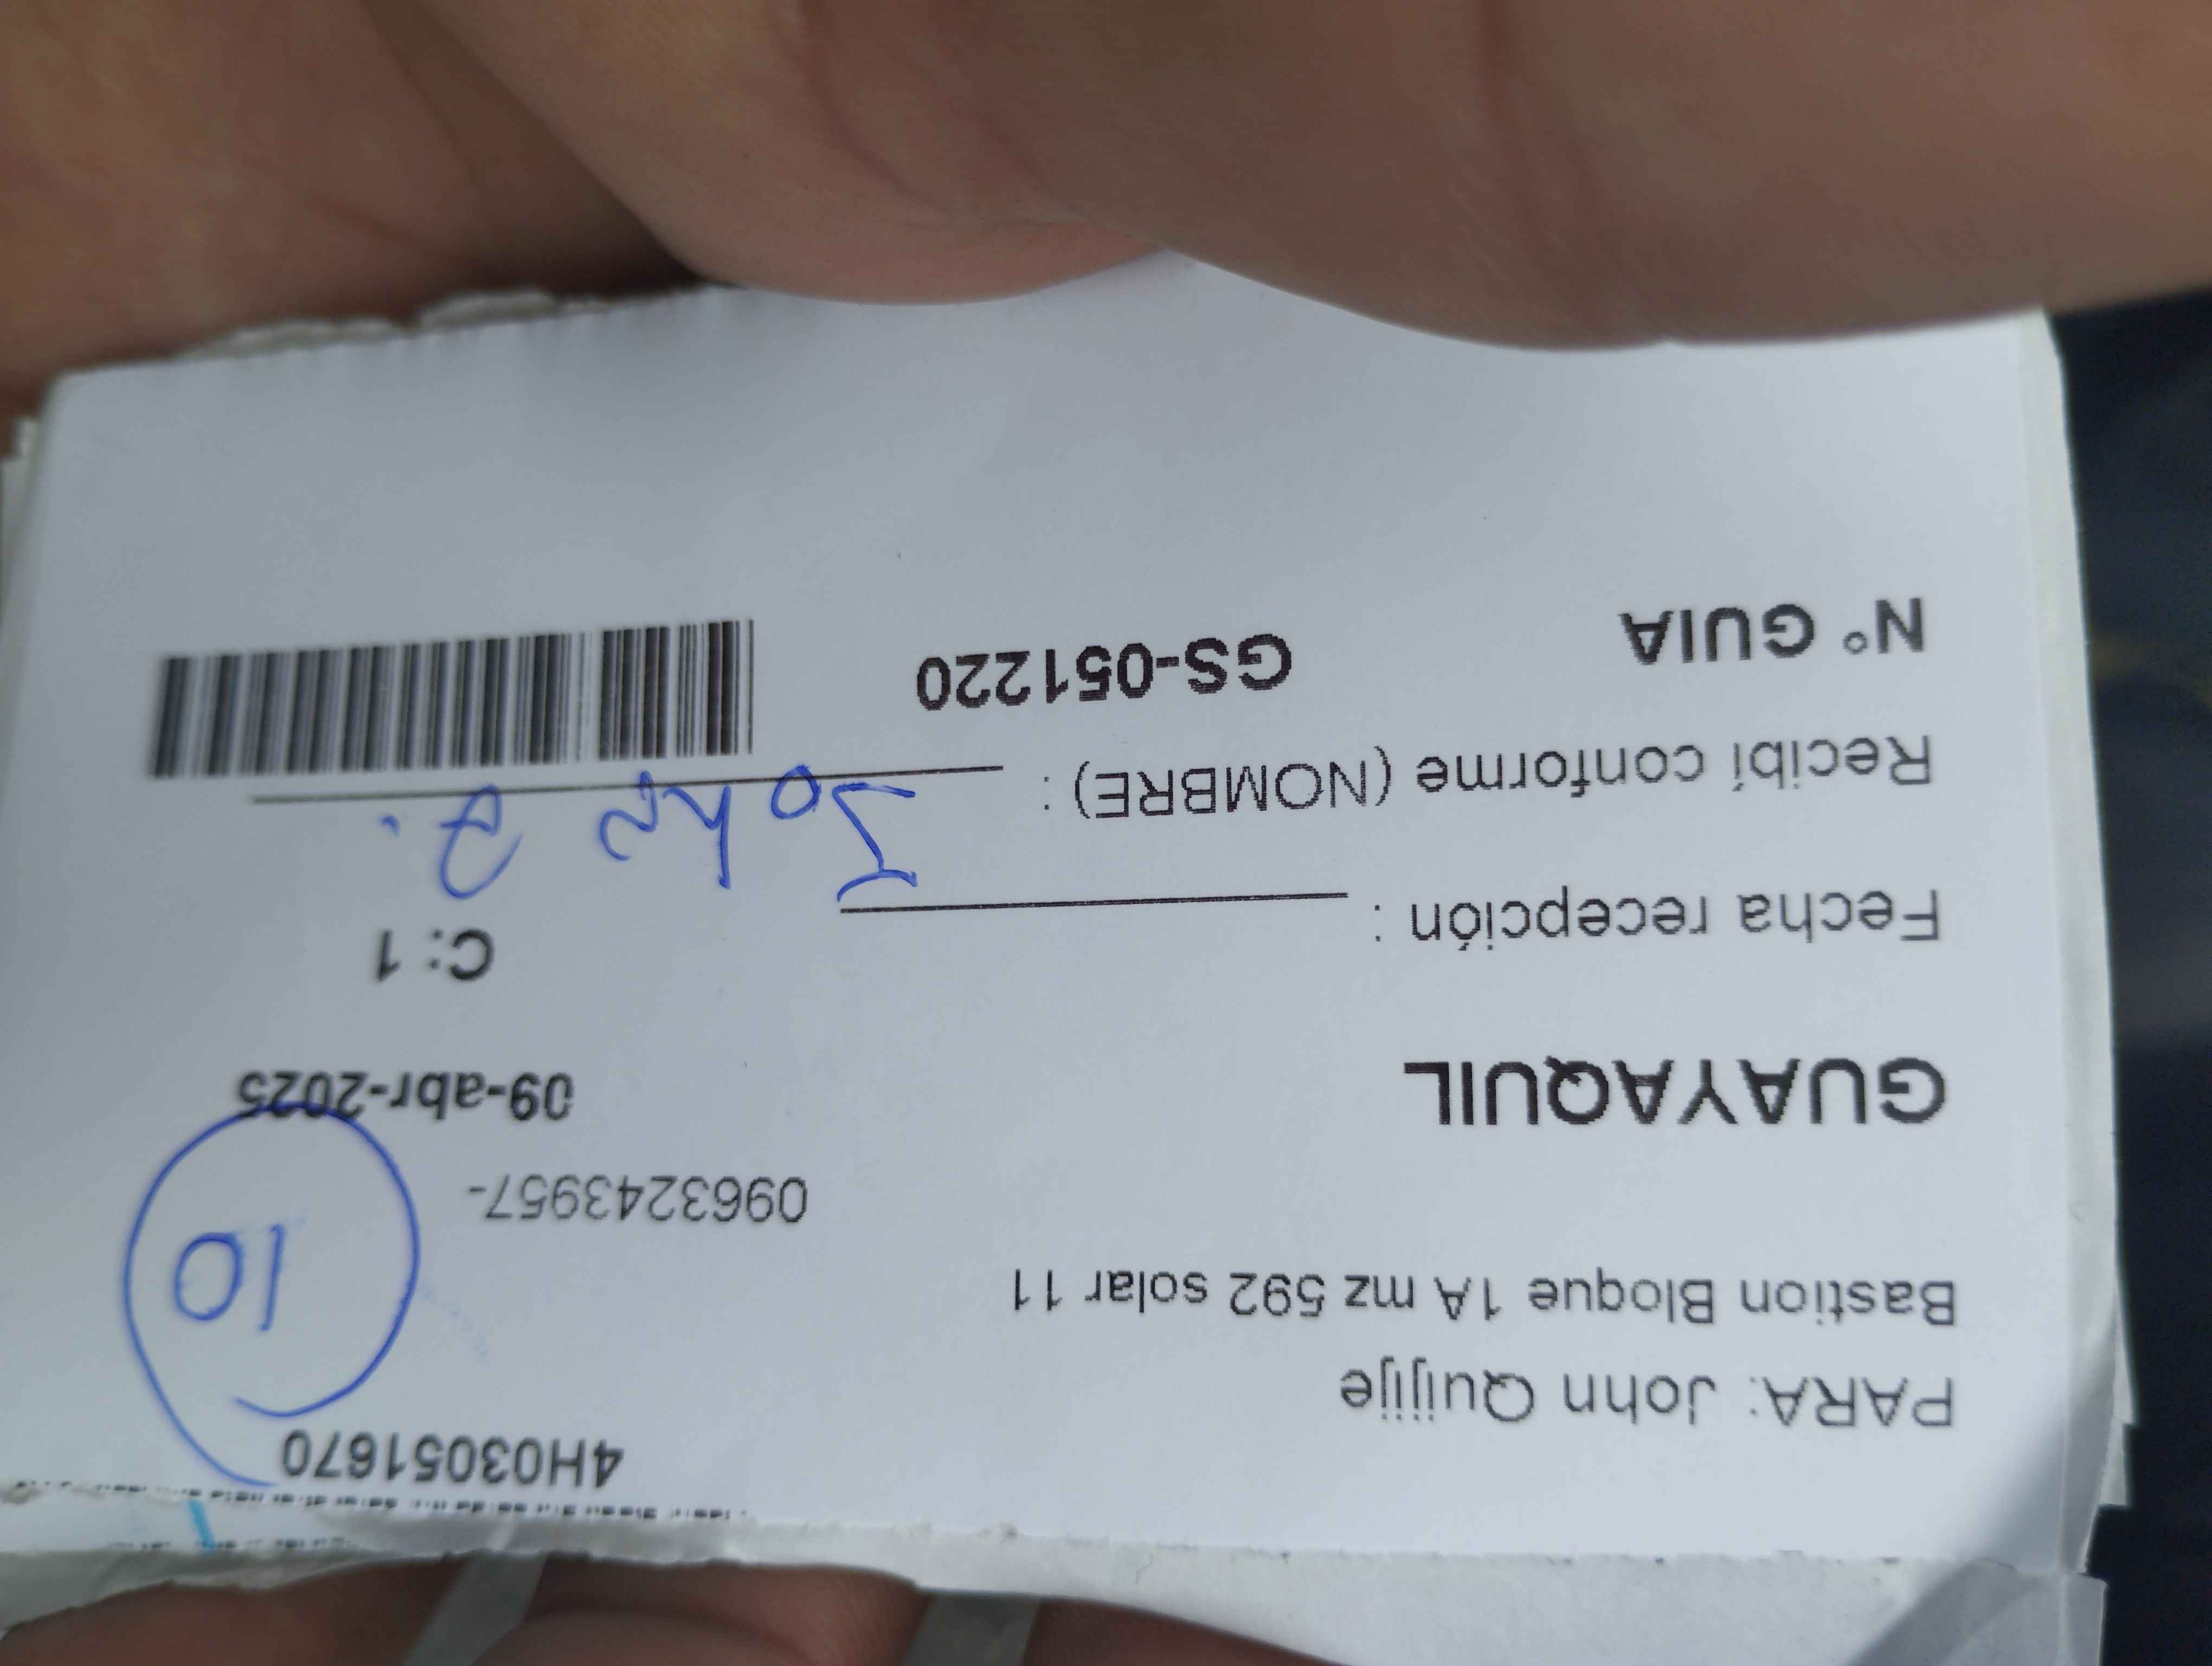 4H03051670
PARA: John Quijije
Bastion Bloque 1A mz 592 solar 11
10
0963243957-
GUAYAQUIL
09-abr-2025
C: 1
Fecha recepción :
Recibí conforme (NOMBRE) : John Q.
N° GUIA GS-051220